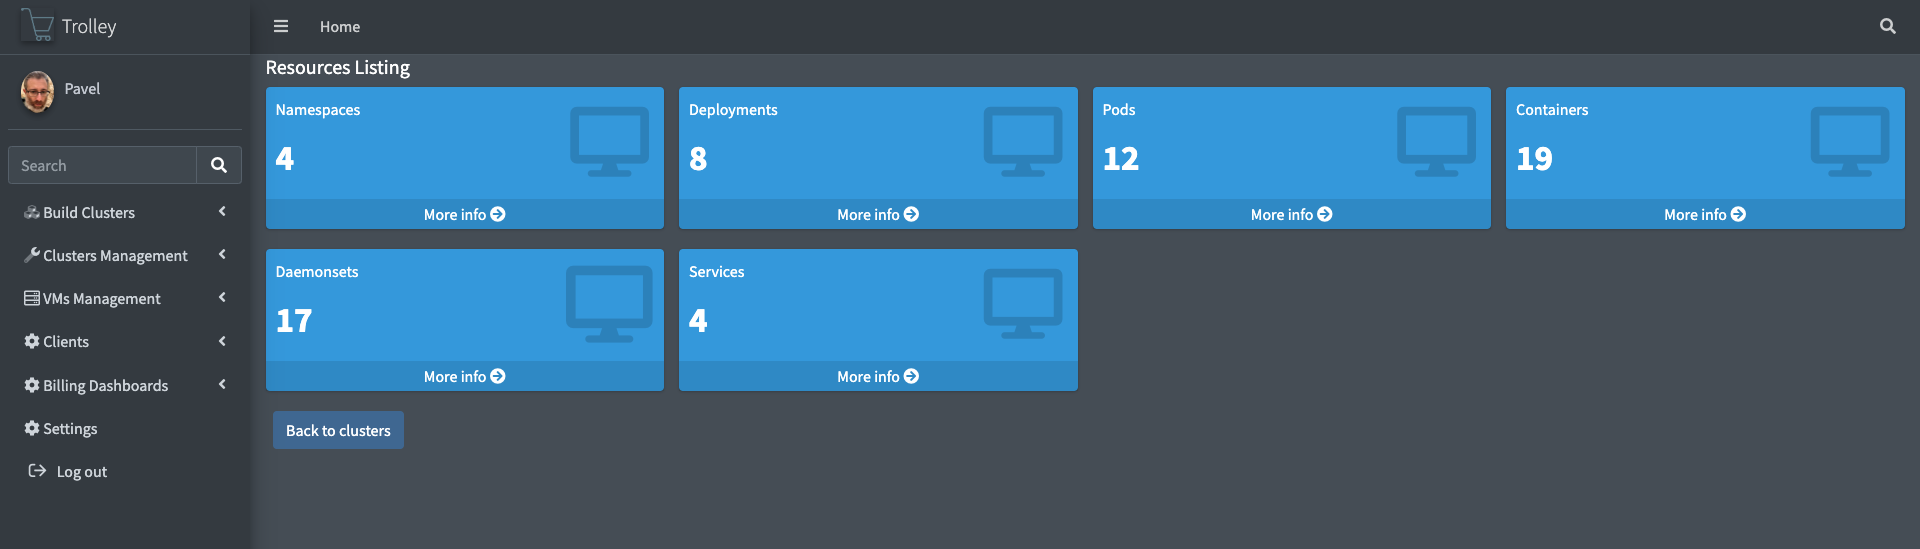 Trolley
Home
Pavel
Search
Build Clusters
Clusters Management
VMs Management
Clients
Billing Dashboards
Settings
Log out
Resources Listing
Namespaces
4
More info
Deployments
8
More info
Pods
12
More info
Containers
19
More info
Daemonsets
17
More info
Services
4
More info
Back to clusters